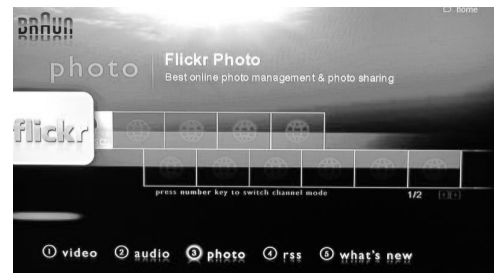 home
BRAUN
photo
Flickr Photo
Best online photo management & photo sharing
flickr
press number key to switch channel mode
1/2
1 video 2 audio 3 photo 4 rss 5 what's new